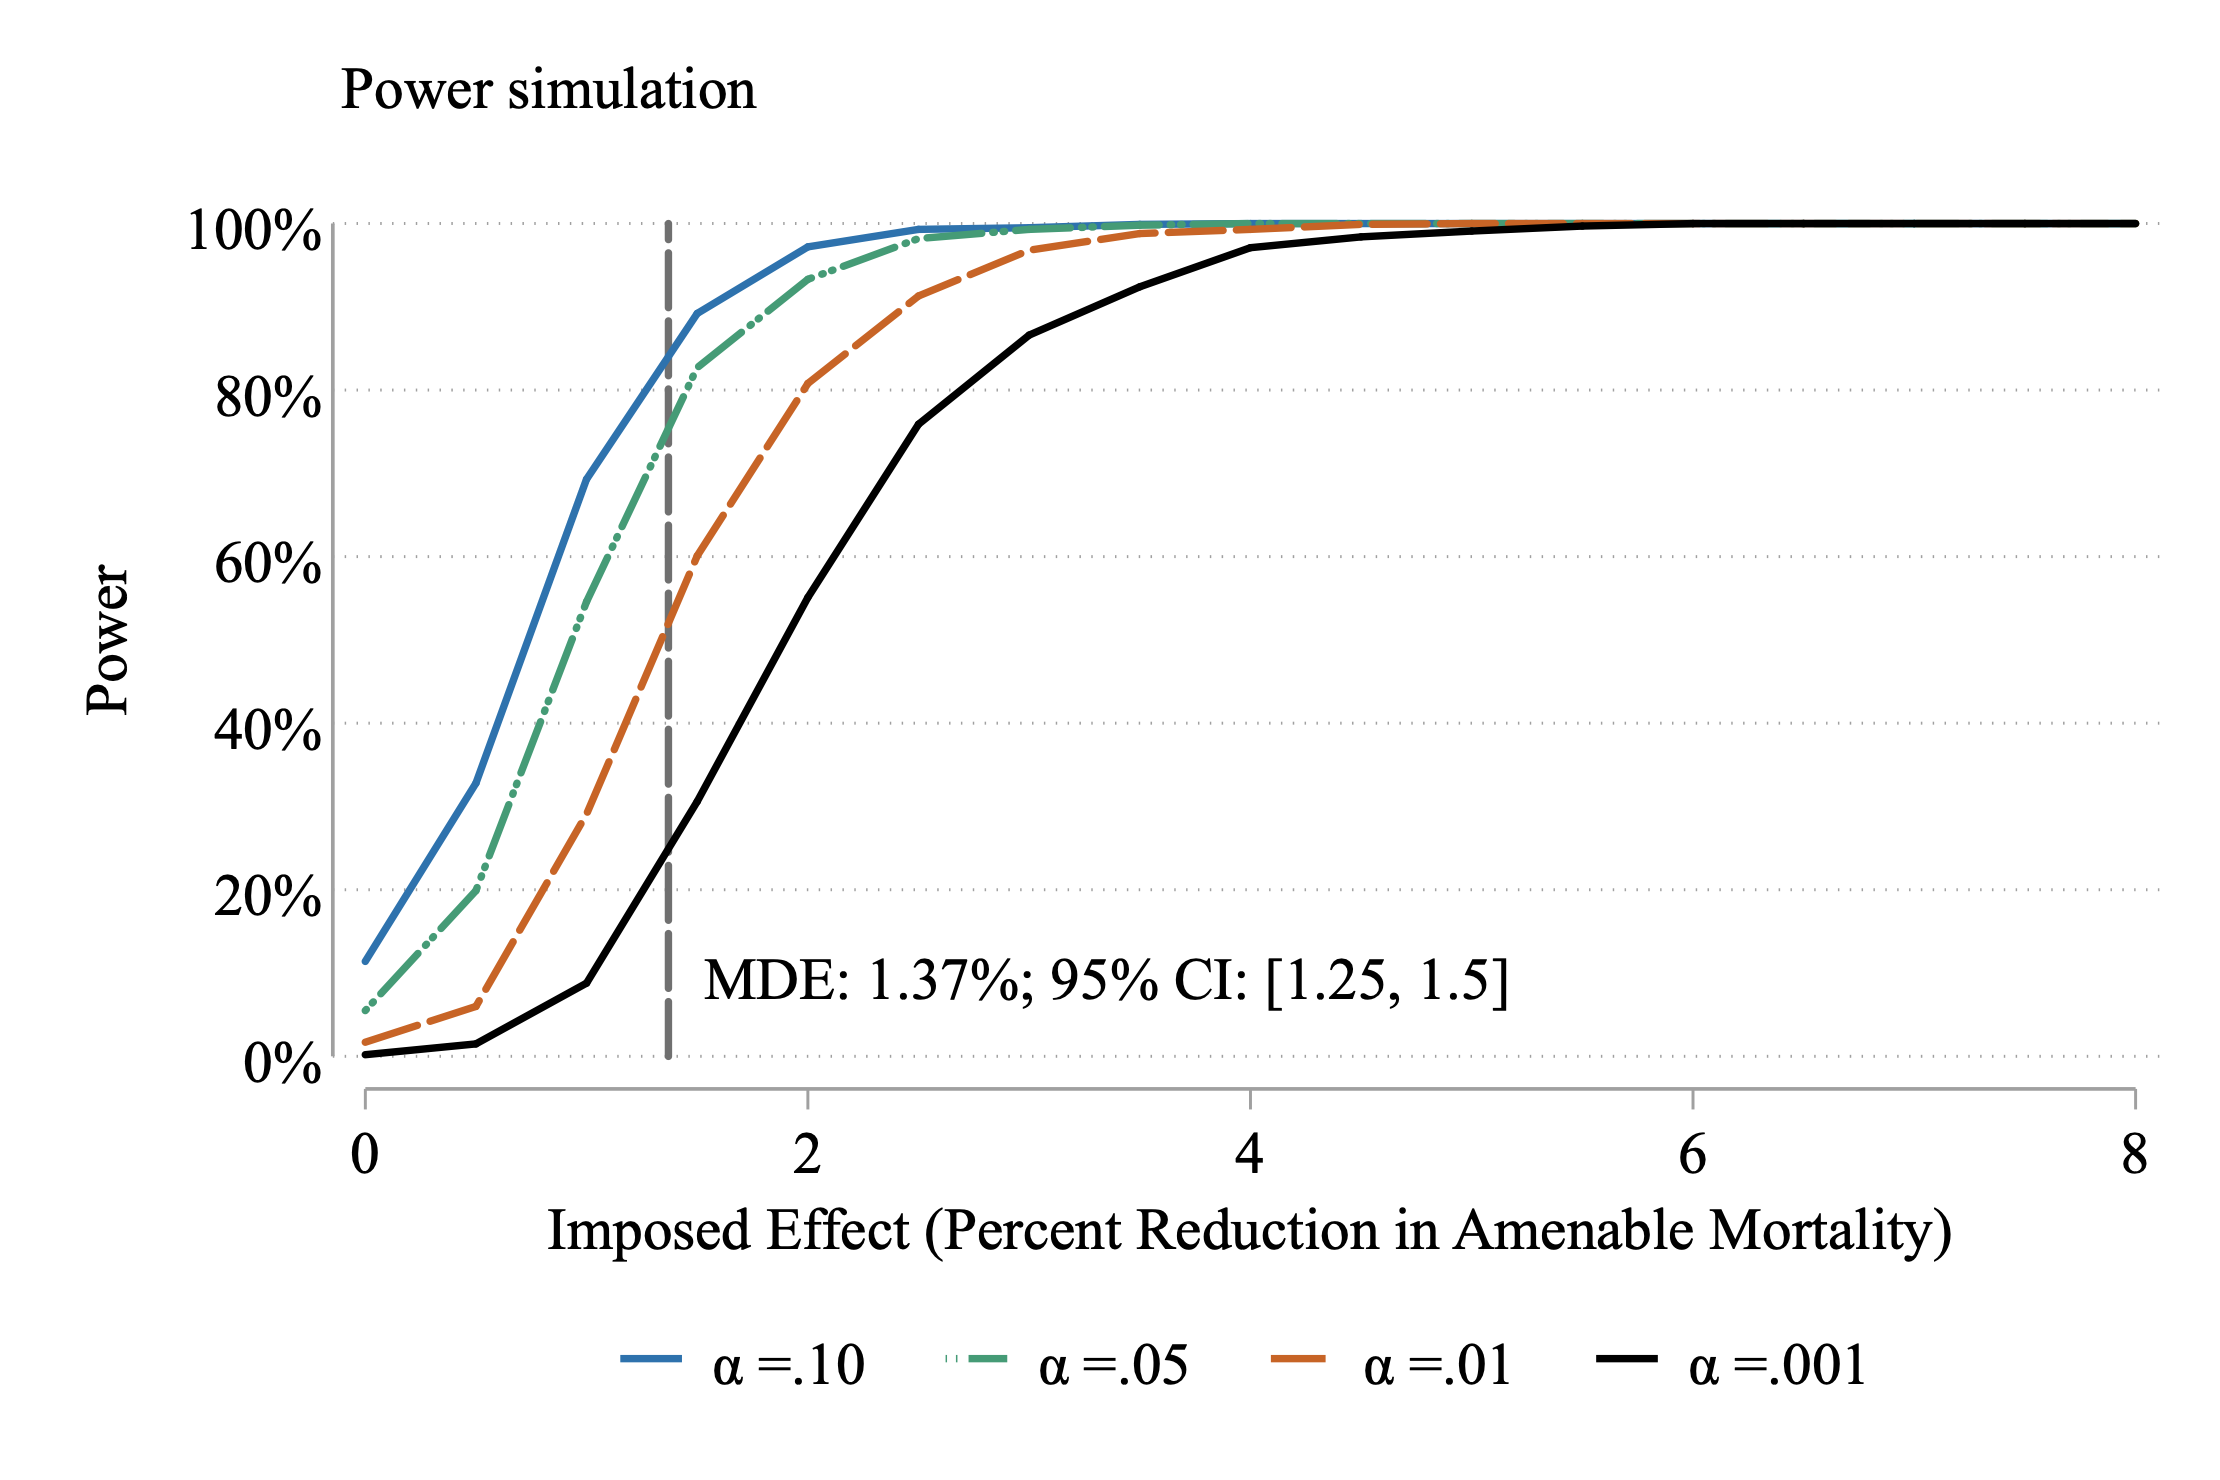 Power simulation
100%
80%
60%
40%
20%
0%
Power
MDE: 1.37%; 95% CI: [1.25, 1.5]
0 2 4 6 8
Imposed Effect (Percent Reduction in Amenable Mortality)
α =.10 α =.05 α =.01 α =.001